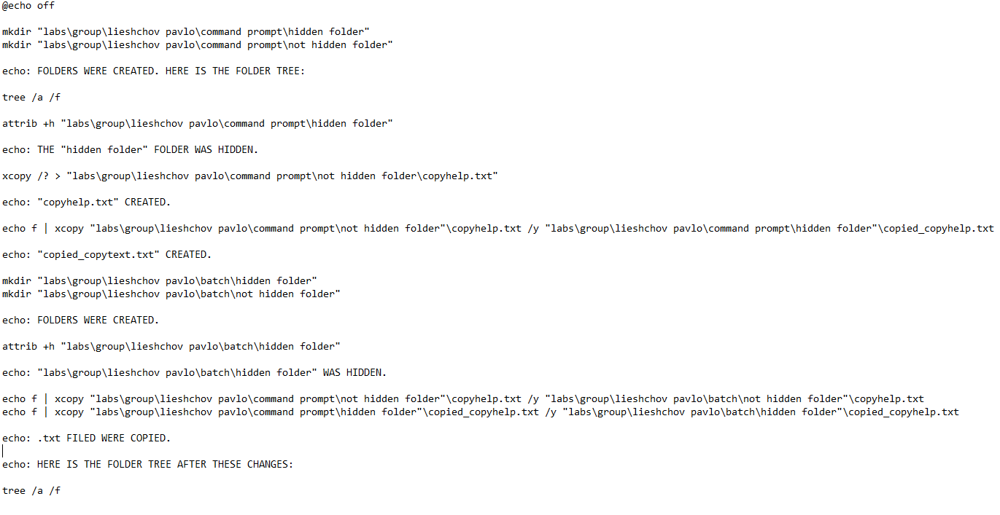 @echo off
mkdir "labs\group\lieshchov pavlo\command prompt\hidden folder"
mkdir "labs\group\lieshchov pavlo\command prompt\not hidden folder"
echo: FOLDERS WERE CREATED. HERE IS THE FOLDER TREE:
tree /a /f
attrib +h "labs\group\lieshchov pavlo\command prompt\hidden folder"
echo: THE "hidden folder" FOLDER WAS HIDDEN.
xcopy /? > "labs\group\lieshchov pavlo\command prompt\not hidden folder\copyhelp.txt"
echo: "copyhelp.txt" CREATED.
echo f | xcopy "labs\group\lieshchov pavlo\command prompt\not hidden folder"\copyhelp.txt /y "labs\group\lieshchov pavlo\command prompt\hidden folder"\copied_copyhelp.txt
echo: "copied_copytext.txt" CREATED.
mkdir "labs\group\lieshchov pavlo\batch\hidden folder"
mkdir "labs\group\lieshchov pavlo\batch\not hidden folder"
echo: FOLDERS WERE CREATED.
attrib +h "labs\group\lieshchov pavlo\batch\hidden folder"
echo: "labs\group\lieshchov pavlo\batch\hidden folder" WAS HIDDEN.
echo f | xcopy "labs\group\lieshchov pavlo\command prompt\not hidden folder"\copyhelp.txt /y "labs\group\lieshchov pavlo\batch\not hidden folder"\copyhelp.txt
echo f | xcopy "labs\group\lieshchov pavlo\command prompt\hidden folder"\copied_copyhelp.txt /y "labs\group\lieshchov pavlo\batch\hidden folder"\copied_copyhelp.txt
echo: .txt FILED WERE COPIED.
echo: HERE IS THE FOLDER TREE AFTER THESE CHANGES:
tree /a /f